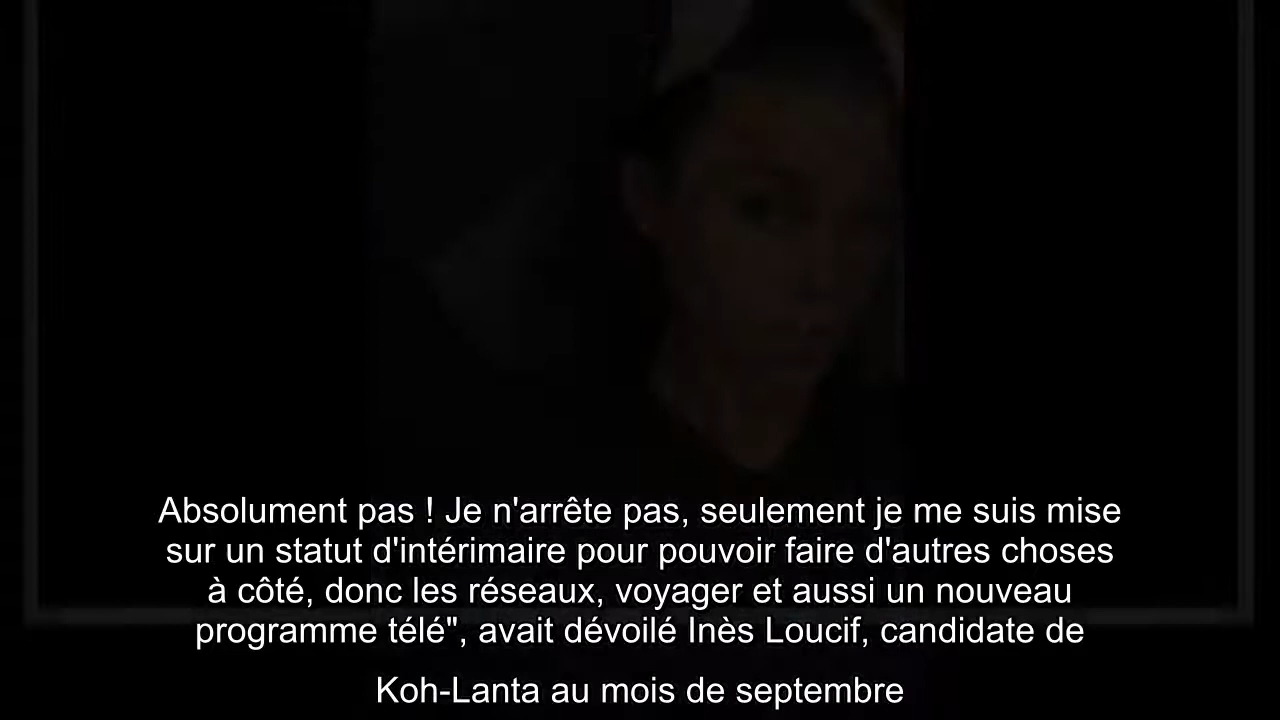 Absolument pas ! Je n'arrête pas, seulement je me suis mise
sur un statut d'intérimaire pour pouvoir faire d'autres choses
à côté, donc les réseaux, voyager et aussi un nouveau
programme télé", avait dévoilé Inès Loucif, candidate de
Koh-Lanta au mois de septembre